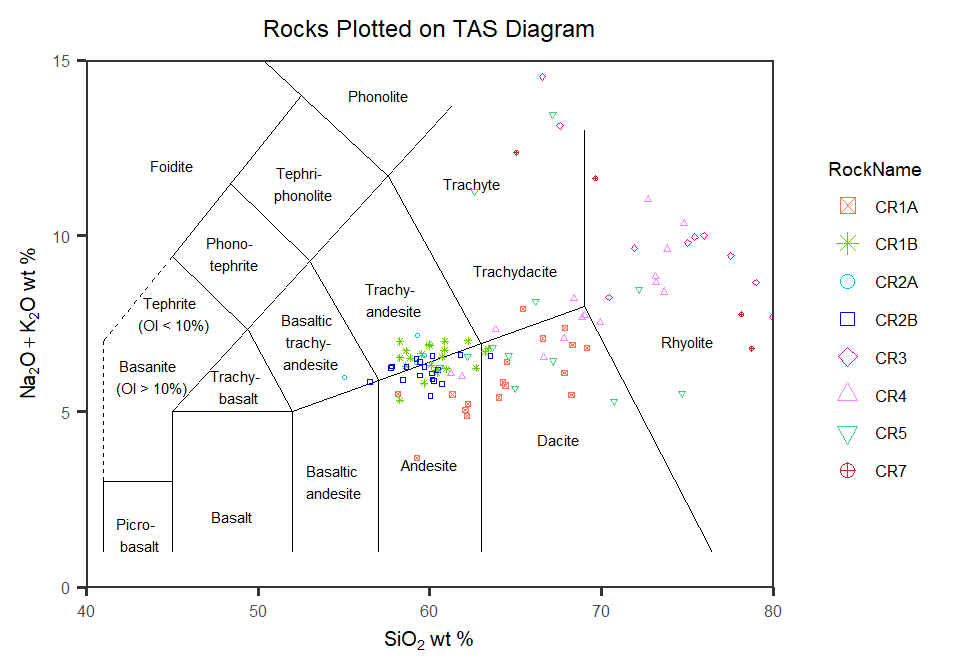 Rocks Plotted on TAS Diagram
15
10
5
0
Na₂O + K₂O wt %
Phonolite
Foidite
Tephri-
phonolite
Trachyte
Phono-
tephrite
Trachydacite
Tephrite
(Ol < 10%)
Trachy-
andesite
Basaltic
trachy-
andesite
Rhyolite
Basanite
(Ol > 10%)
Trachy-
basalt
Dacite
Andesite
Basaltic
andesite
Basalt
Picro-
basalt
40
50
60
70
80
SiO₂ wt %
RockName
CR1A
CR1B
CR2A
CR2B
CR3
CR4
CR5
CR7